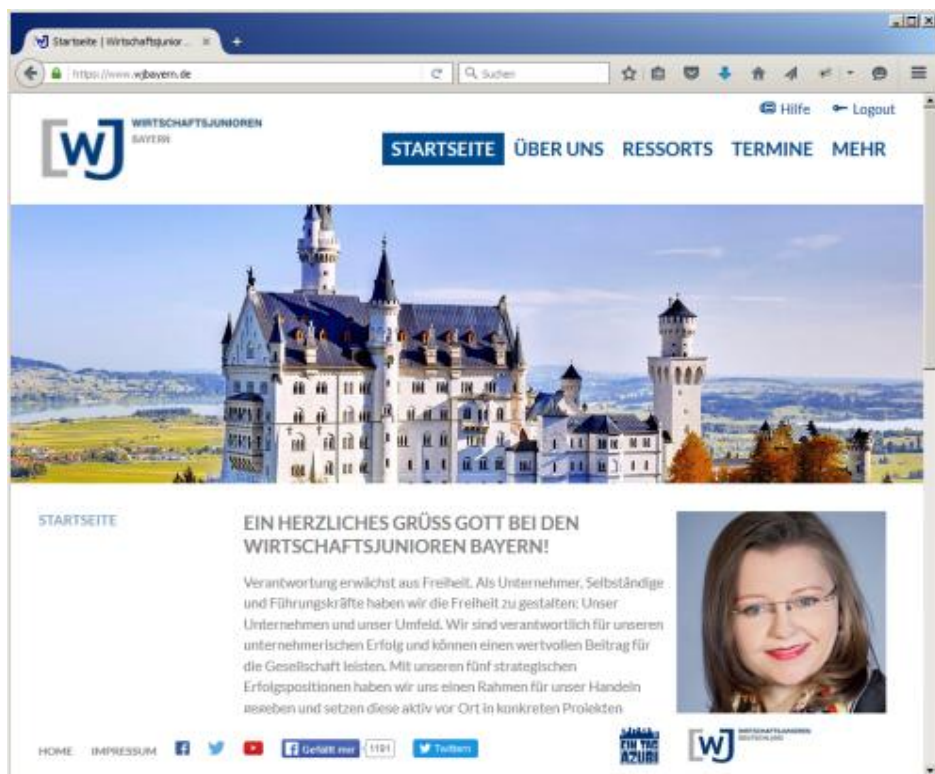 Startseite | Wirtschaftsjunior...
https://www.wjbayern.de
Suchen
Hilfe
Logout
WJ
WIRTSCHAFTSJUNIOREN
BAYERN
STARTSEITE ÜBER UNS RESSORTS TERMINE MEHR
STARTSEITE
EIN HERZLICHES GRÜSS GOTT BEI DEN
WIRTSCHAFTSJUNIOREN BAYERN!
Verantwortung erwächst aus Freiheit. Als Unternehmer, Selbständige
und Führungskräfte haben wir die Freiheit zu gestalten: Unser
Unternehmen und unser Umfeld. Wir sind verantwortlich für unseren
unternehmerischen Erfolg und können einen wertvollen Beitrag für
die Gesellschaft leisten. Mit unseren fünf strategischen
Erfolgspositionen haben wir uns einen Rahmen für unser Handeln
gegeben und setzen diese aktiv vor Ort in konkreten Projekten
HOME IMPRESSUM
Gefällt mir 1191
Twittern
EIN TAG
AZUBI
WJ
WIRTSCHAFTSJUNIOREN
DEUTSCHLAND